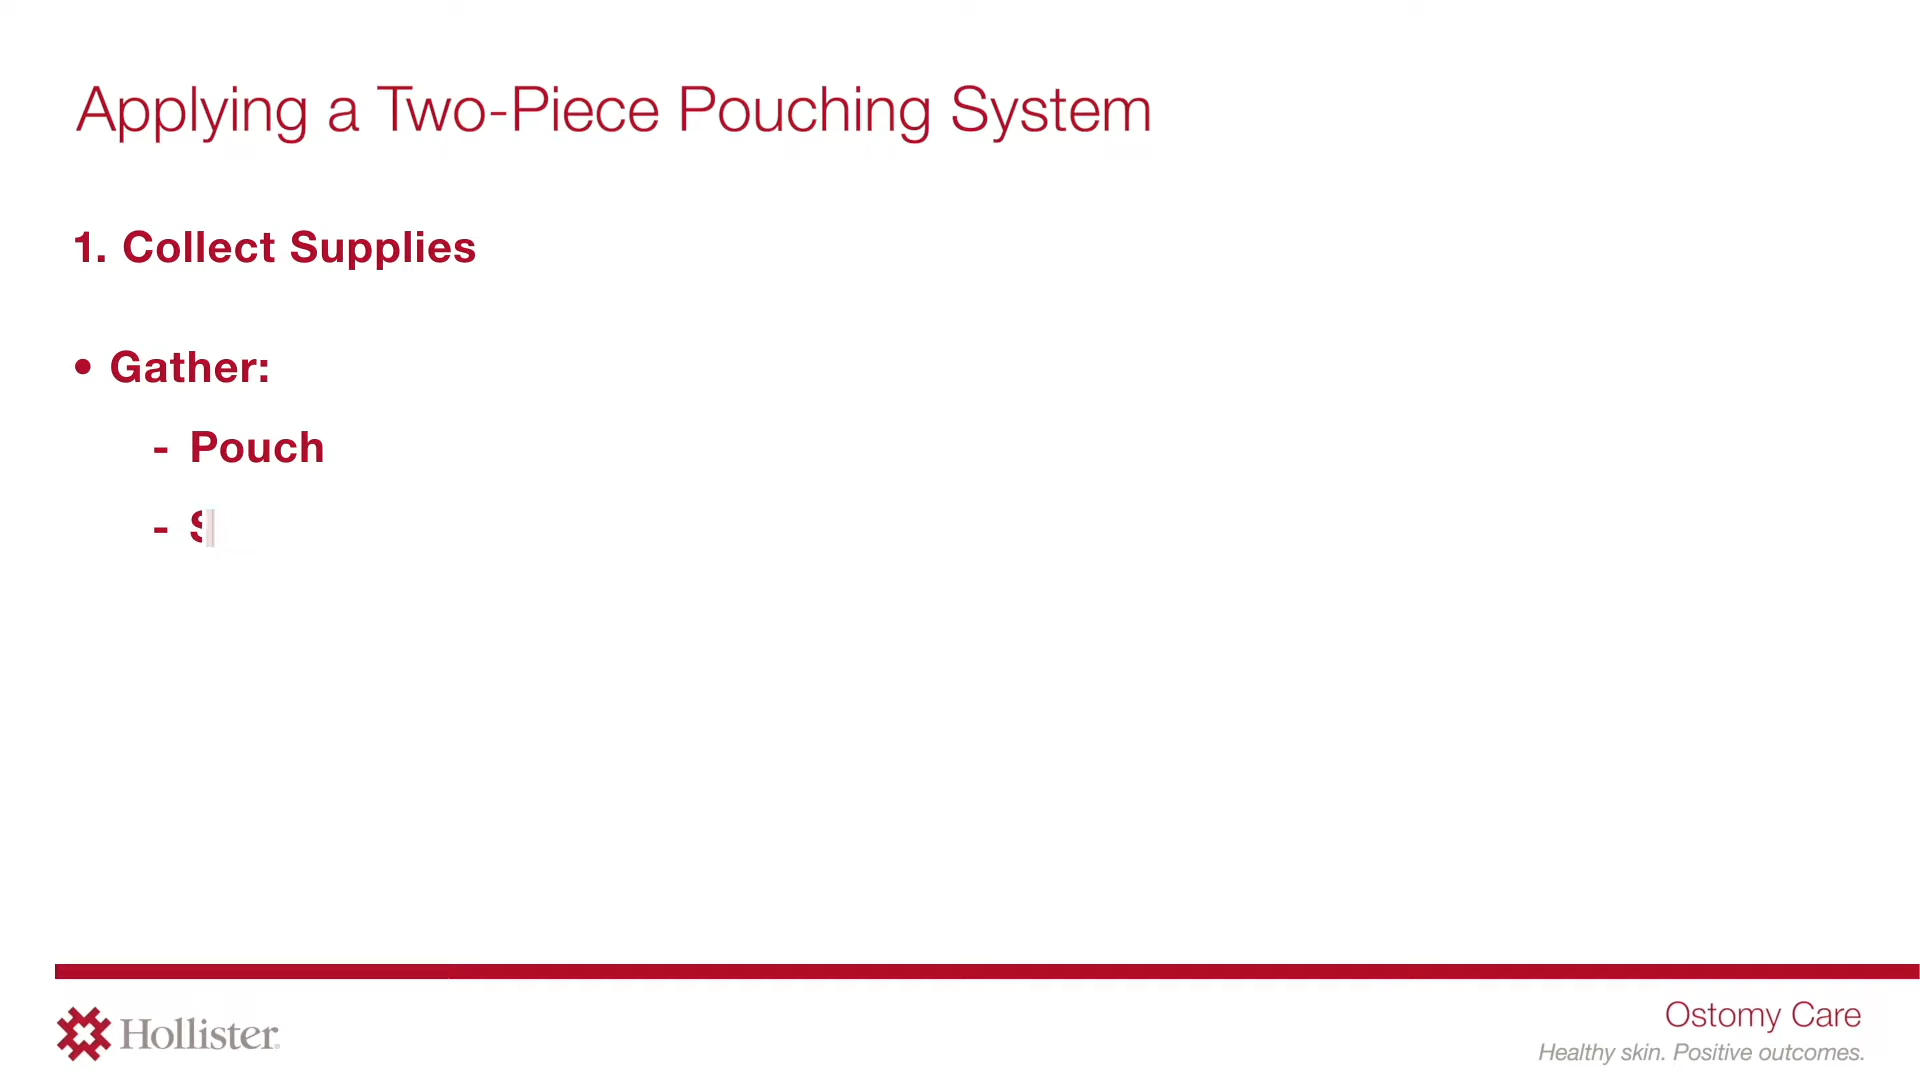 Applying a Two-Piece Pouching System
1. Collect Supplies
• Gather:
- Pouch
- S
Hollister
Ostomy Care
Healthy skin. Positive outcomes.